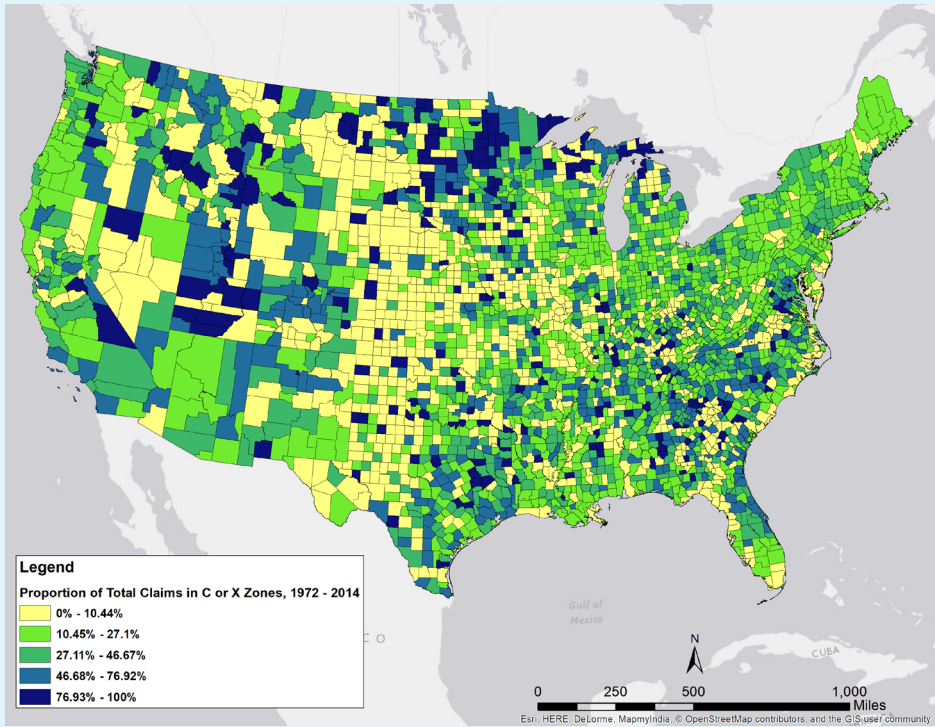 Legend
Proportion of Total Claims in C or X Zones, 1972 - 2014
0% - 10.44%
10.45% - 27.1%
27.11% - 46.67%
46.68% - 76.92%
76.93% - 100%
C O
Gulf of
Mexico
CUBA
N
0 250 500 1,000
Miles
Esri, HERE, DeLorme, MapmyIndia, © OpenStreetMap contributors, and the GIS user community